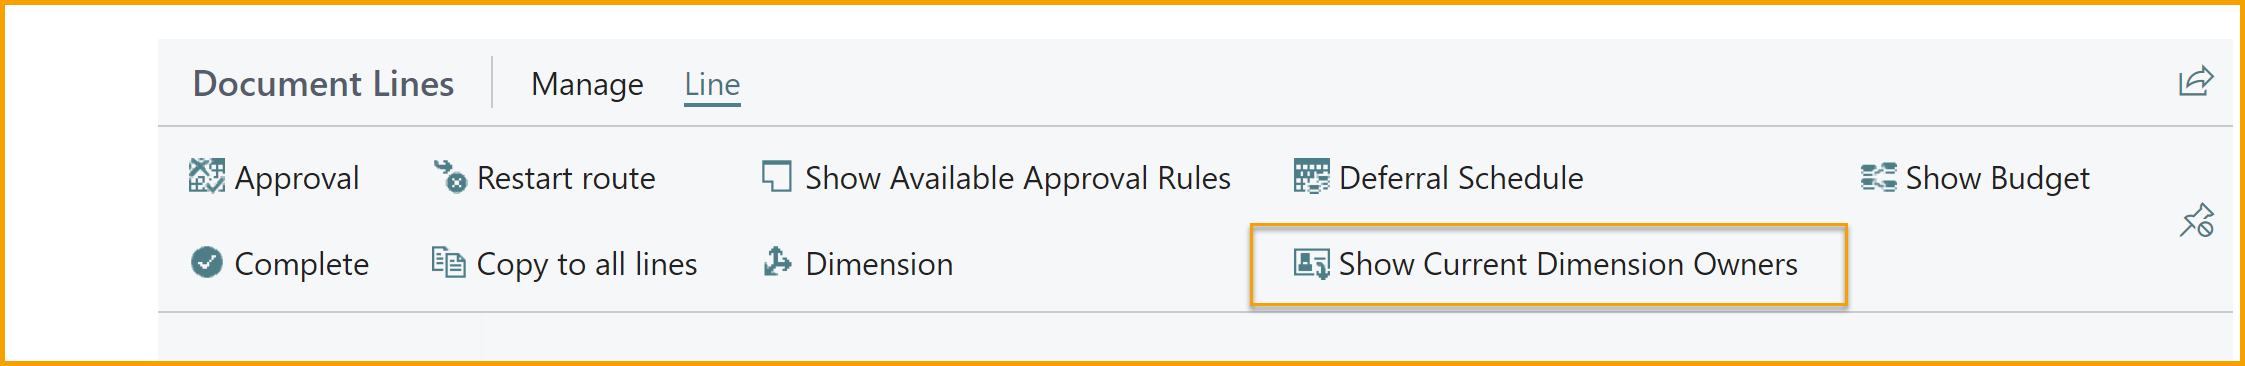 Document Lines Manage Line
Approval Restart route Show Available Approval Rules Deferral Schedule Show Budget
Complete Copy to all lines Dimension Show Current Dimension Owners